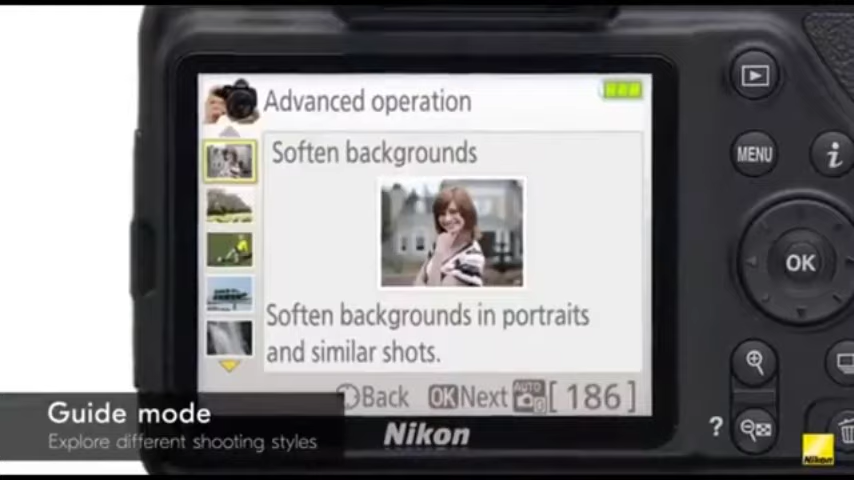 Advanced operation
Soften backgrounds
Soften backgrounds in portraits
and similar shots.
Back OK Next AUTO [ 186 ]
Nikon
MENU
i
OK
?
Guide mode
Explore different shooting styles
Nikon